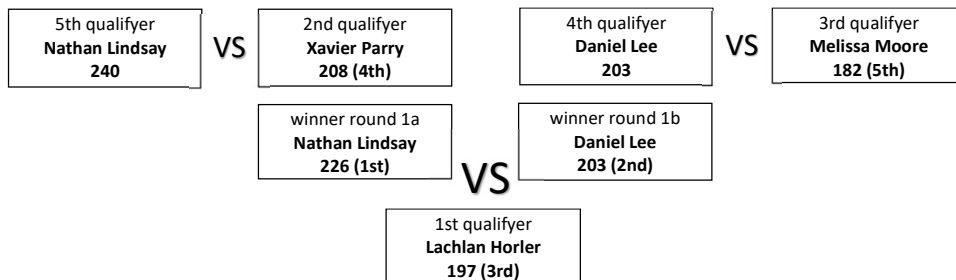 5th qualifyer
Nathan Lindsay
240
VS
2nd qualifyer
Xavier Parry
208 (4th)
4th qualifyer
Daniel Lee
203
VS
3rd qualifyer
Melissa Moore
182 (5th)
winner round 1a
Nathan Lindsay
226 (1st)
VS
winner round 1b
Daniel Lee
203 (2nd)
1st qualifyer
Lachlan Horler
197 (3rd)